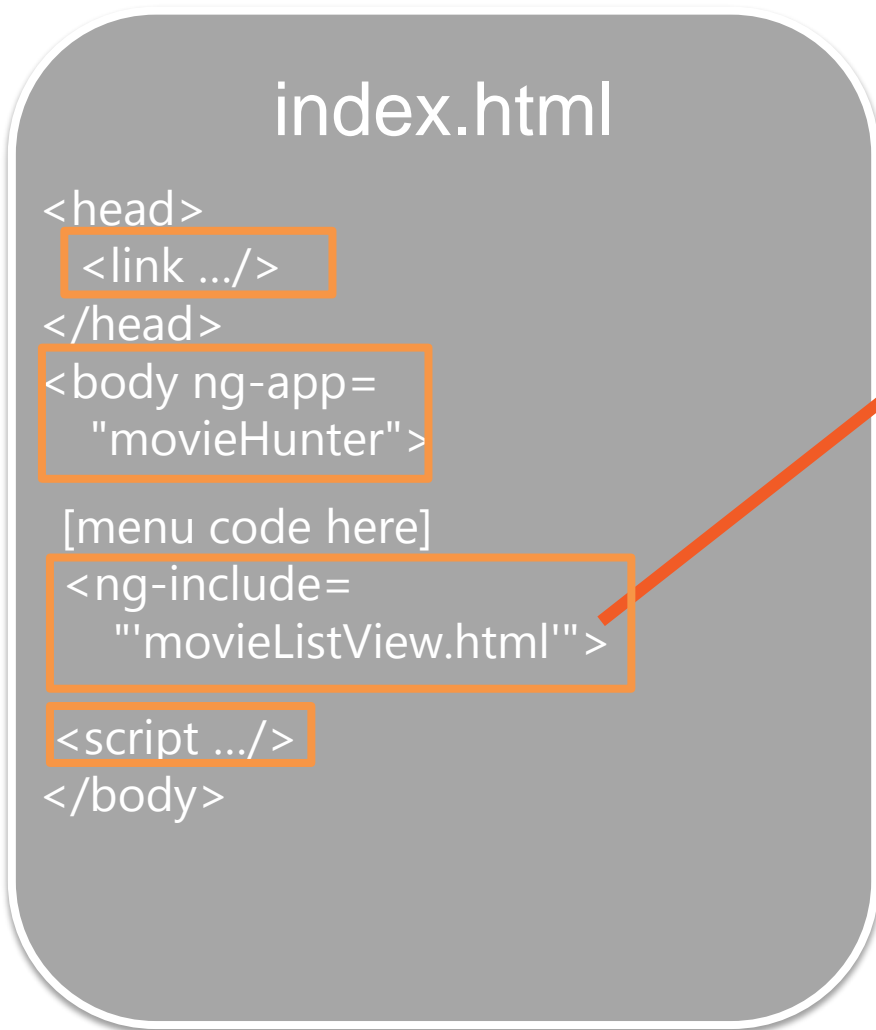 index.html
<head>
<link …/>
</head>
<body ng-app=
"movieHunter">
[menu code here]
<ng-include=
"'movieListView.html'">
<script …/>
</body>